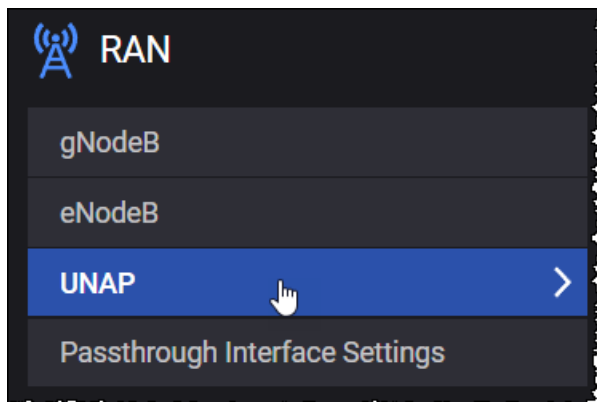 RAN
gNodeB
eNodeB
UNAP
Passthrough Interface Settings